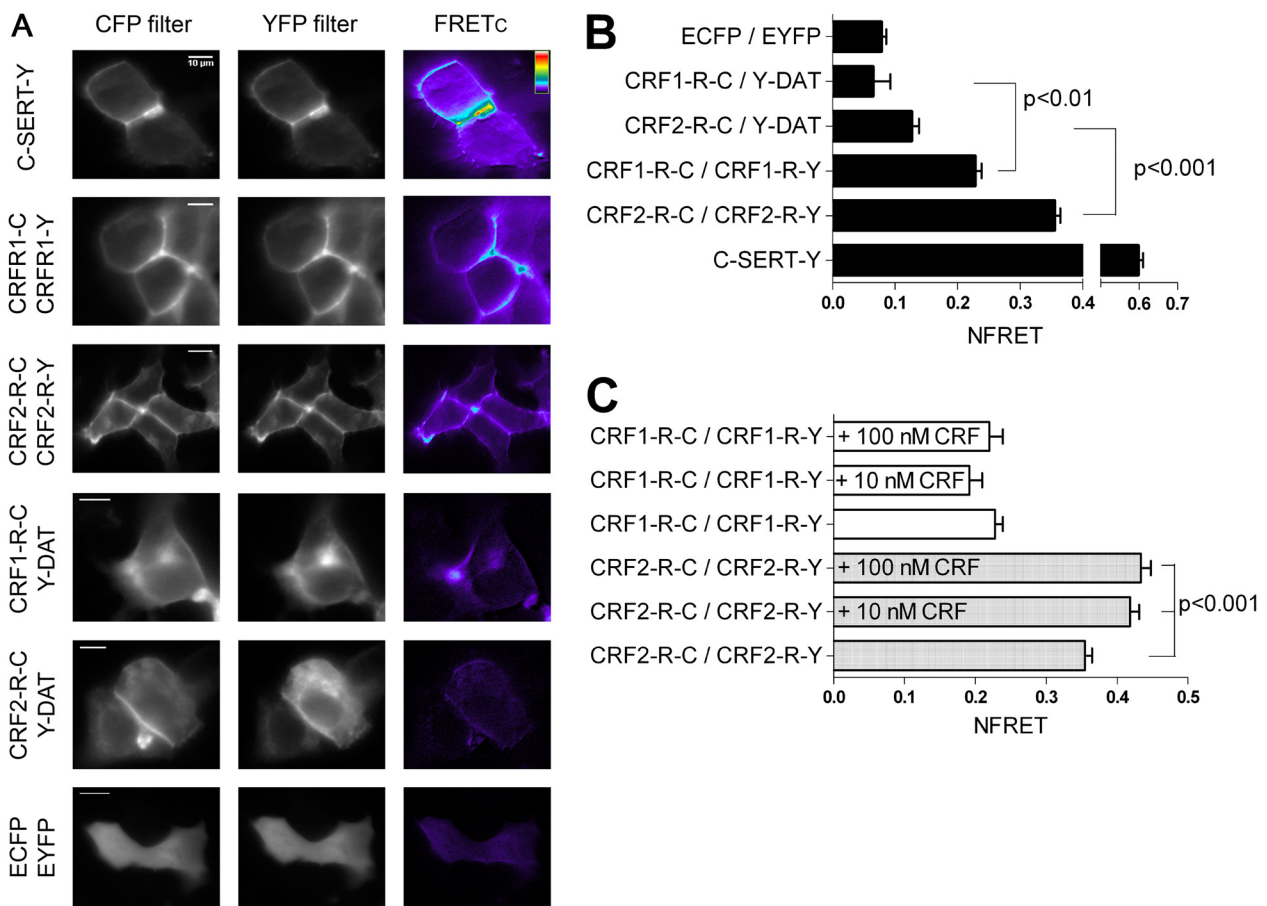 A
CFP filter
YFP filter
FRETc
C-SERT-Y
10 µm
CRFR1-C
CRFR1-Y
CRF2-R-C
CRF2-R-Y
CRF1-R-C
Y-DAT
CRF2-R-C
Y-DAT
ECFP
EYFP
B
ECFP / EYFP
CRF1-R-C / Y-DAT
CRF2-R-C / Y-DAT
CRF1-R-C / CRF1-R-Y
CRF2-R-C / CRF2-R-Y
C-SERT-Y
p<0.01
p<0.001
0.0 0.1 0.2 0.3 0.4 0.6 0.7
NFRET
C
CRF1-R-C / CRF1-R-Y + 100 nM CRF
CRF1-R-C / CRF1-R-Y + 10 nM CRF
CRF1-R-C / CRF1-R-Y
CRF2-R-C / CRF2-R-Y + 100 nM CRF
CRF2-R-C / CRF2-R-Y + 10 nM CRF
CRF2-R-C / CRF2-R-Y
p<0.001
0.0 0.1 0.2 0.3 0.4 0.5
NFRET